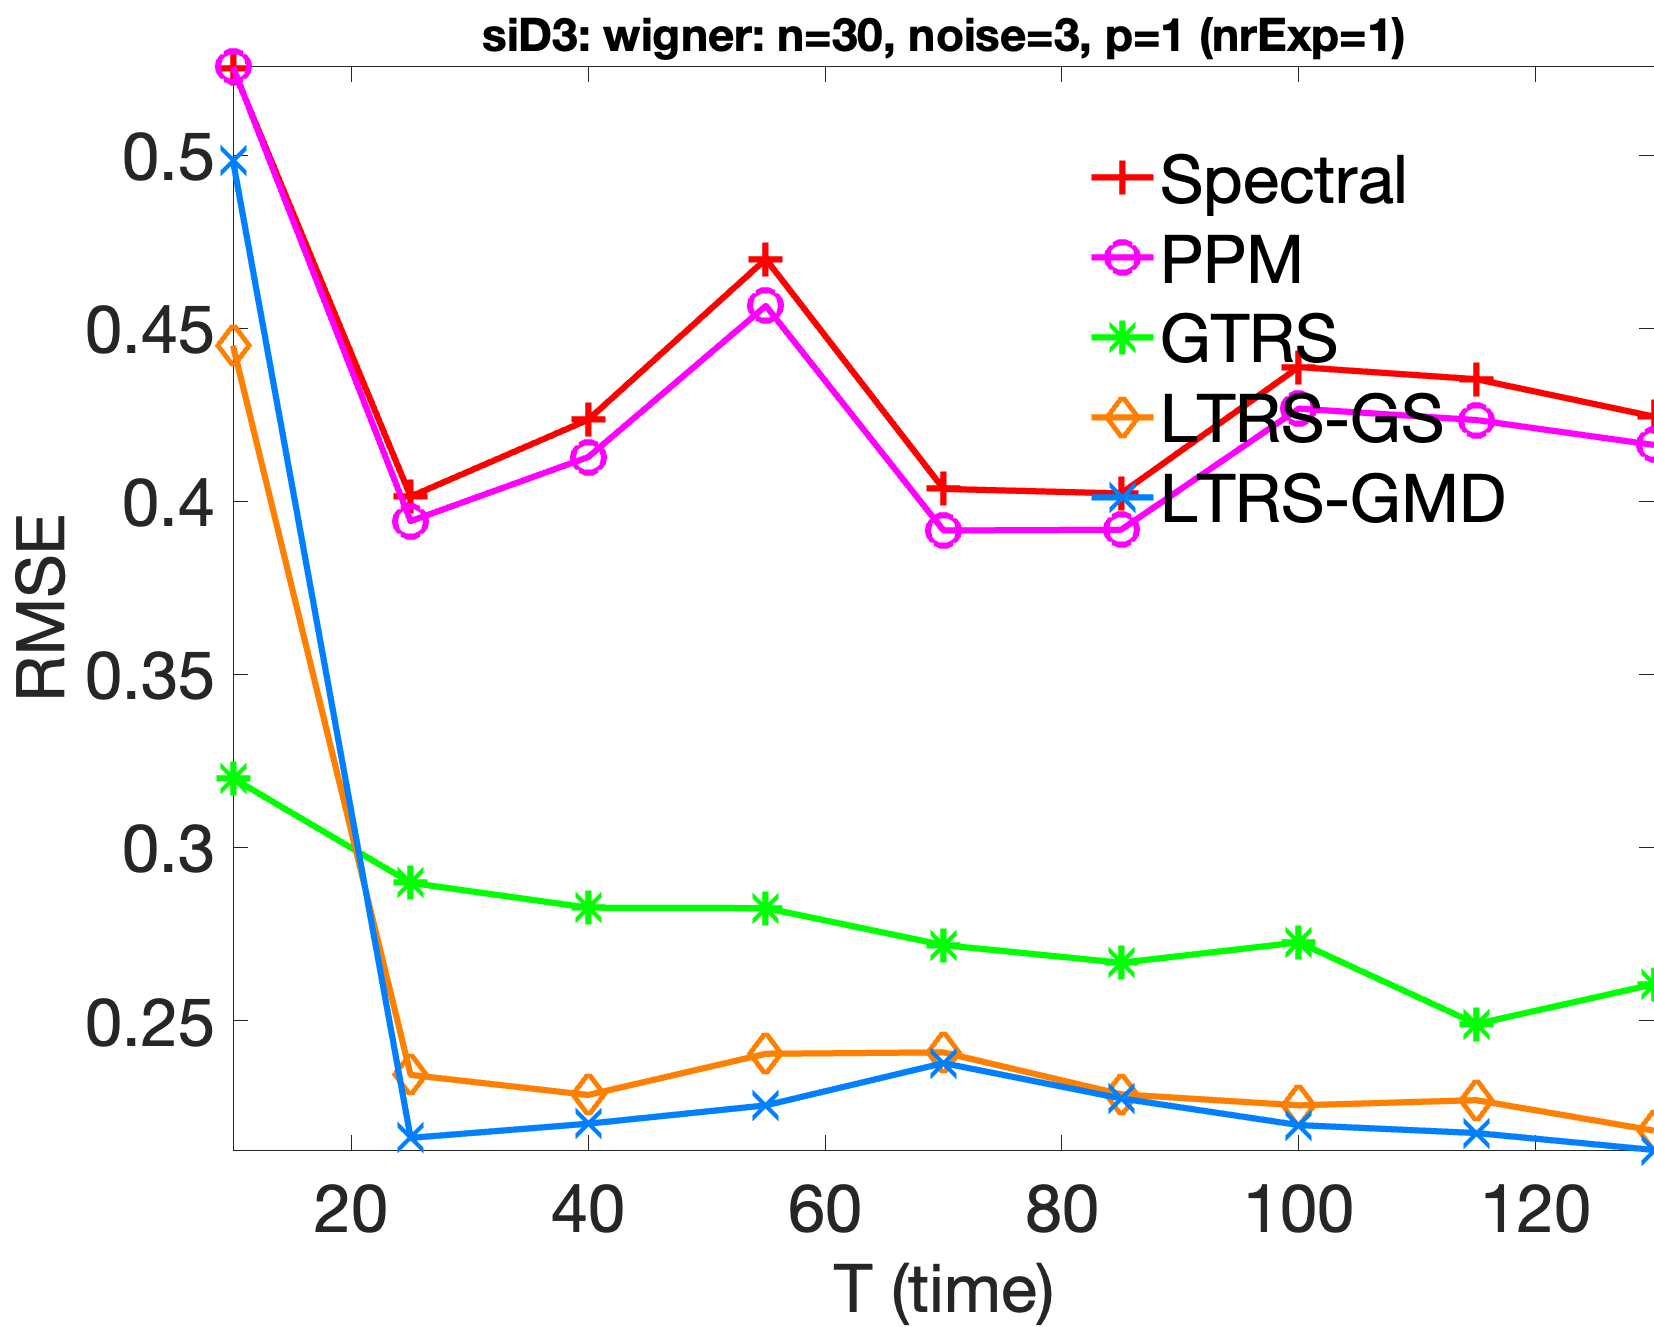 siD3: wigner: n=30, noise=3, p=1 (nrExp=1)
Spectral
PPM
GTRS
LTRS-GS
LTRS-GMD
RMSE
0.5
0.45
0.4
0.35
0.3
0.25
20 40 60 80 100 120
T (time)